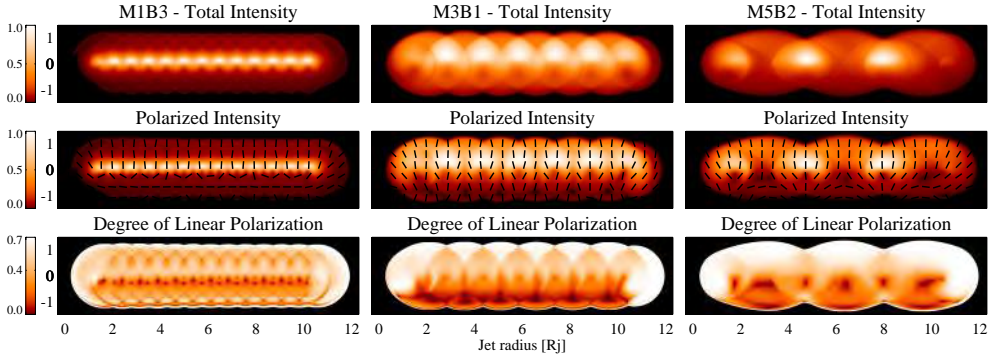 M1B3 - Total Intensity M3B1 - Total Intensity M5B2 - Total Intensity
1.0 1
0.5 0
0.0 -1
Polarized Intensity Polarized Intensity Polarized Intensity
1.0 1
0.5 0
0.0 -1
Degree of Linear Polarization Degree of Linear Polarization Degree of Linear Polarization
0.7 1
0.4 0
0.0 -1
0 2 4 6 8 10 12 0 2 4 6 8 10 12 0 2 4 6 8 10 12
Jet radius [Rj]